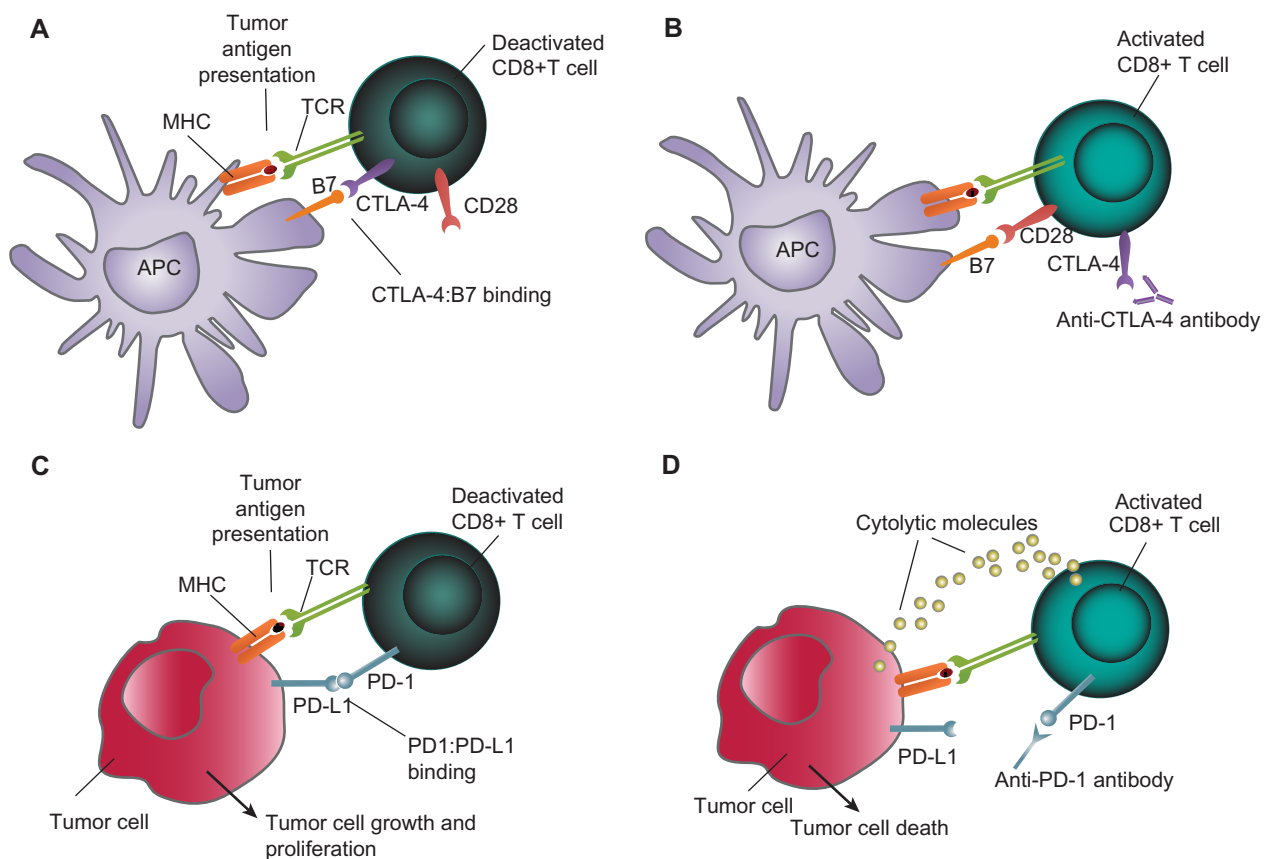 A
Tumor
antigen
presentation
Deactivated
CD8+T cell
MHC
TCR
B7
CTLA-4
CD28
APC
CTLA-4:B7 binding
B
Activated
CD8+ T cell
APC
CD28
B7
CTLA-4
Anti-CTLA-4 antibody
C
Tumor
antigen
presentation
Deactivated
CD8+ T cell
MHC
TCR
PD-1
PD-L1
PD1:PD-L1
binding
Tumor cell
Tumor cell growth and
proliferation
D
Activated
CD8+ T cell
Cytolytic molecules
PD-1
PD-L1
Anti-PD-1 antibody
Tumor cell
Tumor cell death